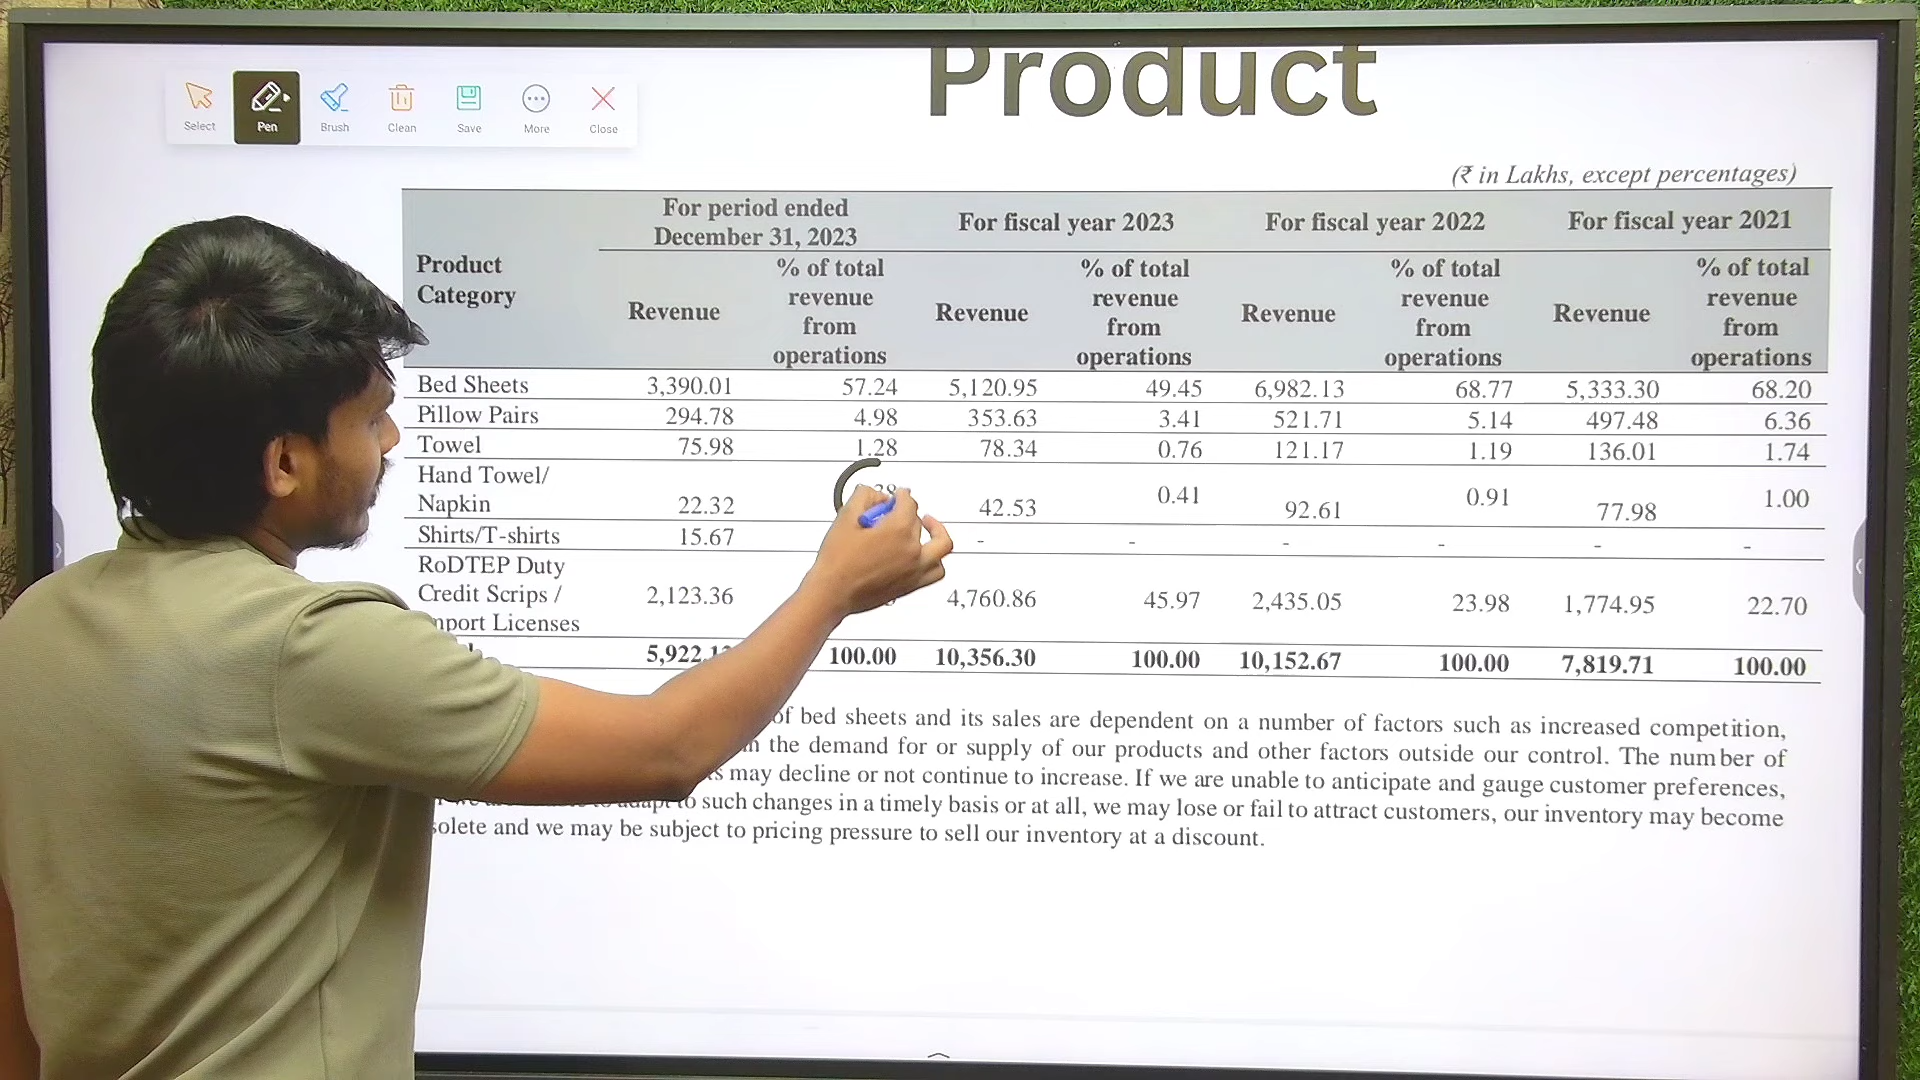 Product
Select Pen Brush Clean Save More Close
(₹ in Lakhs, except percentages)
Product Category
For period ended December 31, 2023
For fiscal year 2023
For fiscal year 2022
For fiscal year 2021
Revenue
% of total revenue from operations
Revenue
% of total revenue from operations
Revenue
% of total revenue from operations
Revenue
% of total revenue from operations
Bed Sheets 3,390.01 57.24 5,120.95 49.45 6,982.13 68.77 5,333.30 68.20
Pillow Pairs 294.78 4.98 353.63 3.41 521.71 5.14 497.48 6.36
Towel 75.98 1.28 78.34 0.76 121.17 1.19 136.01 1.74
Hand Towel/
Napkin 22.32 42.53 0.41 92.61 0.91 77.98 1.00
Shirts/T-shirts 15.67 - - - - - -
RoDTEP Duty
Credit Scrips / 2,123.36 4,760.86 45.97 2,435.05 23.98 1,774.95 22.70
Licenses
100.00 10,356.30 100.00 10,152.67 100.00 7,819.71 100.00
of bed sheets and its sales are dependent on a number of factors such as increased competition,
the demand for or supply of our products and other factors outside our control. The number of
may decline or not continue to increase. If we are unable to anticipate and gauge customer preferences,
to such changes in a timely basis or at all, we may lose or fail to attract customers, our inventory may become
and we may be subject to pricing pressure to sell our inventory at a discount.